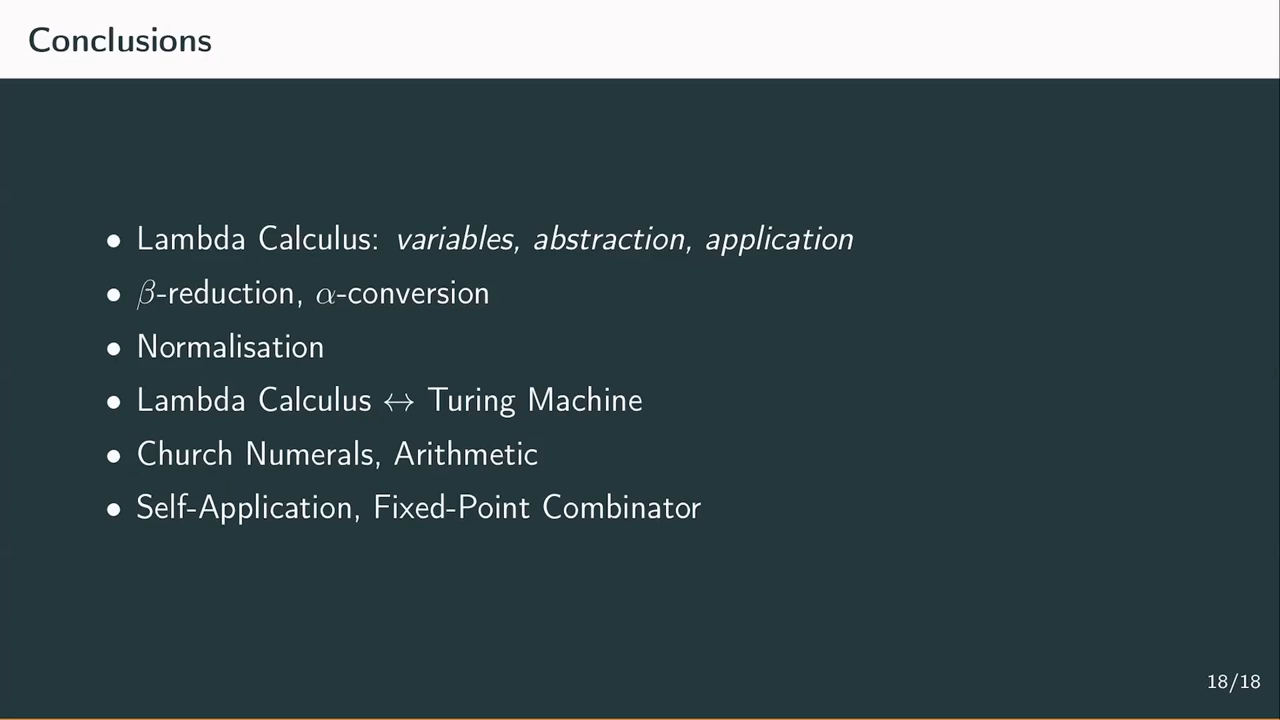 Conclusions
• Lambda Calculus: variables, abstraction, application
• β-reduction, α-conversion
• Normalisation
• Lambda Calculus ↔ Turing Machine
• Church Numerals, Arithmetic
• Self-Application, Fixed-Point Combinator
18/18